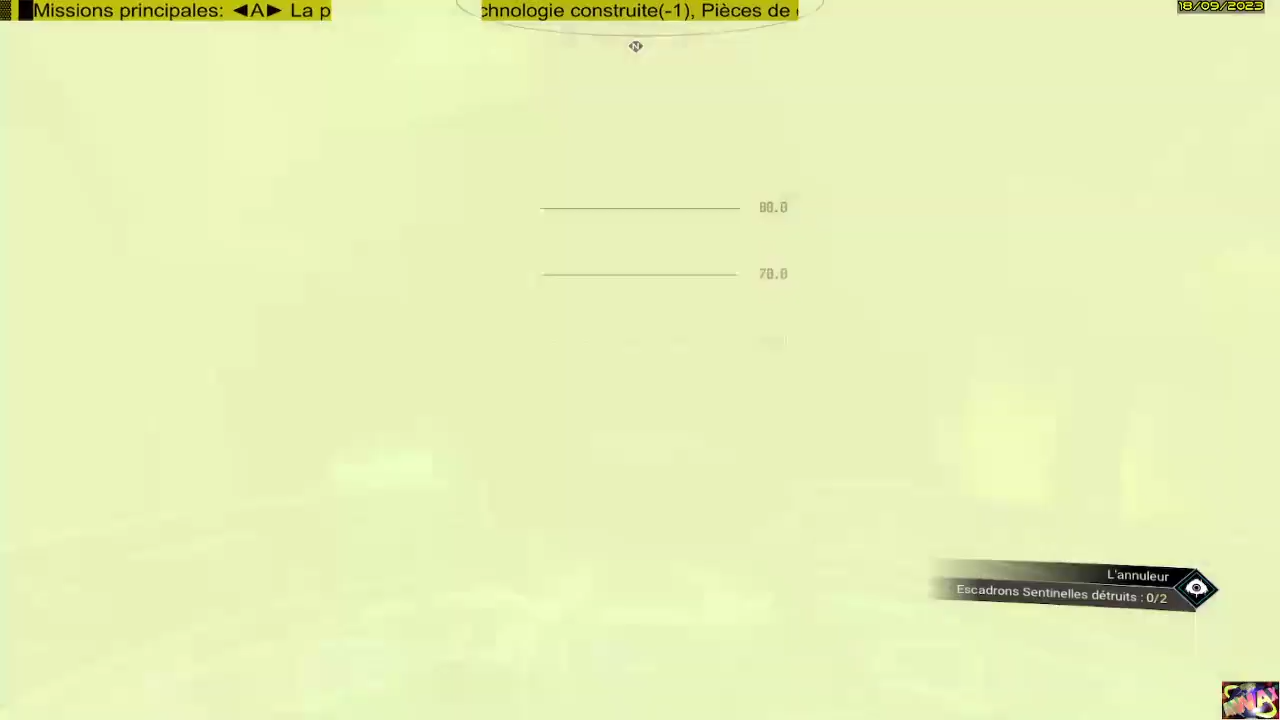 Missions principales: ◄A► La p
chnologie construite(-1), Pièces de
18/09/2023
N
80.0
70.0
L'annuleur
Escadrons Sentinelles détruits : 0/2